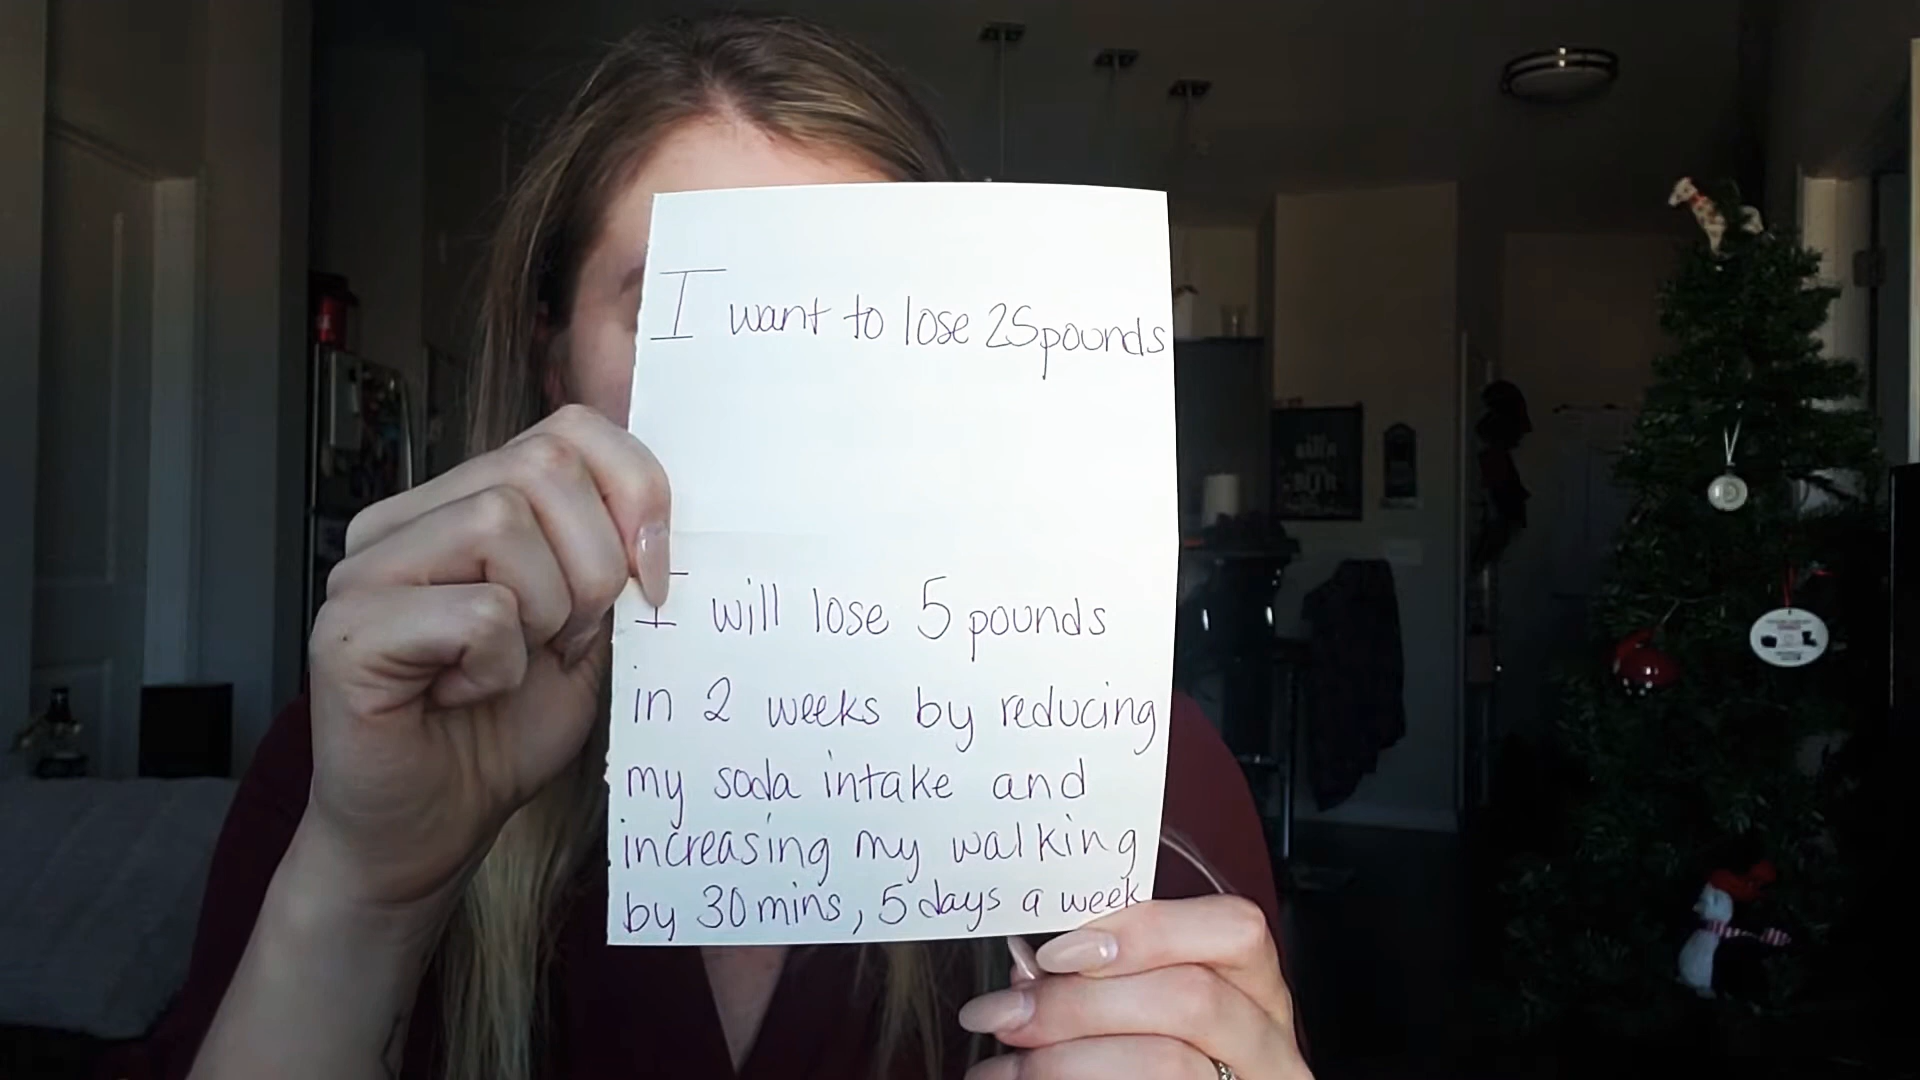 I want to lose 25pounds
I will lose 5 pounds
in 2 weeks by reducing
my soda intake and
increasing my walking
by 30 mins, 5 days a week